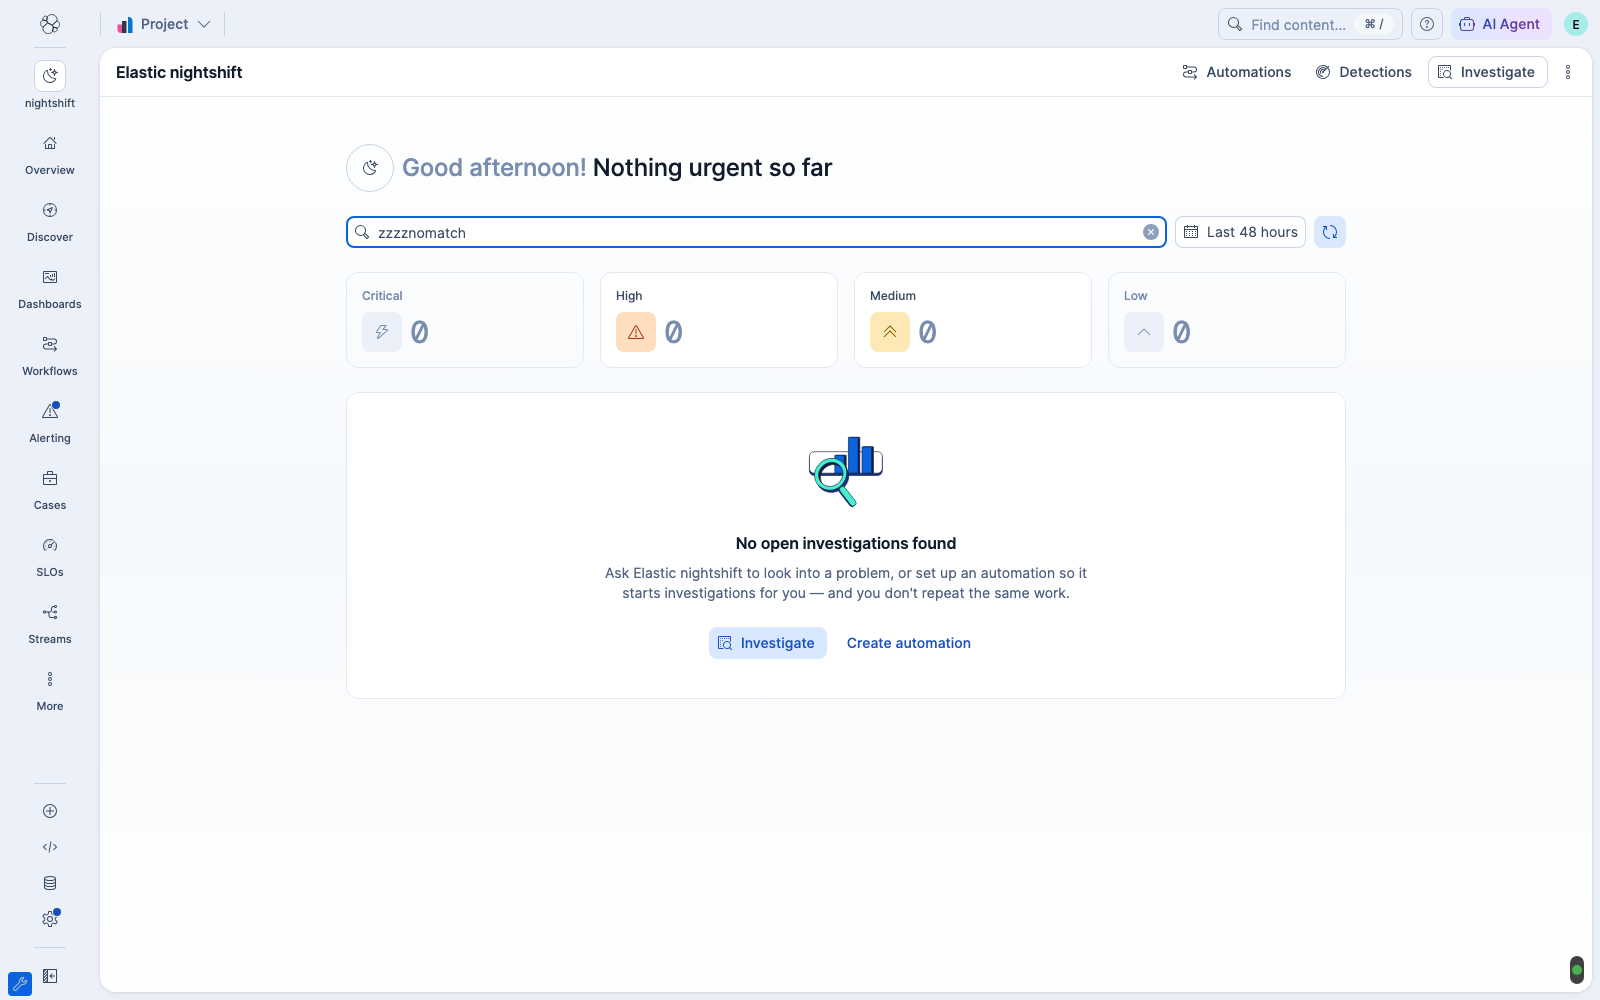 Project
Find content...
⌘ /
AI Agent
E
Elastic nightshift
Automations
Detections
Investigate
nightshift
Overview
Discover
Dashboards
Workflows
Alerting
Cases
SLOs
Streams
More
Good afternoon! Nothing urgent so far
zzzznomatch
Last 48 hours
Critical
0
High
0
Medium
0
Low
0
No open investigations found
Ask Elastic nightshift to look into a problem, or set up an automation so it
starts investigations for you — and you don't repeat the same work.
Investigate
Create automation